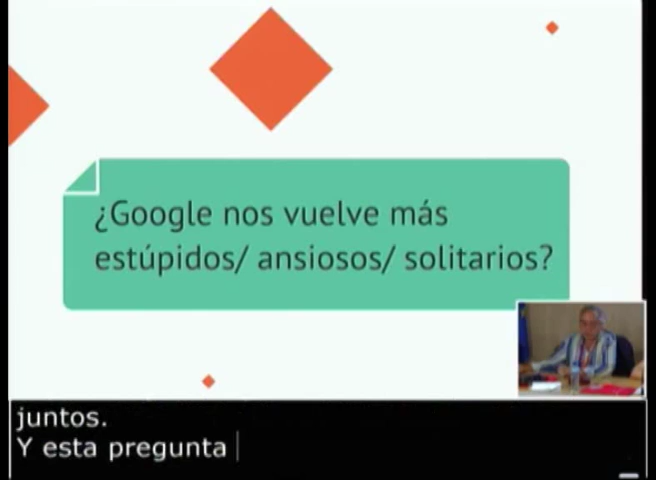 ¿Google nos vuelve más
estúpidos/ ansiosos/ solitarios?
juntos.
Y esta pregunta